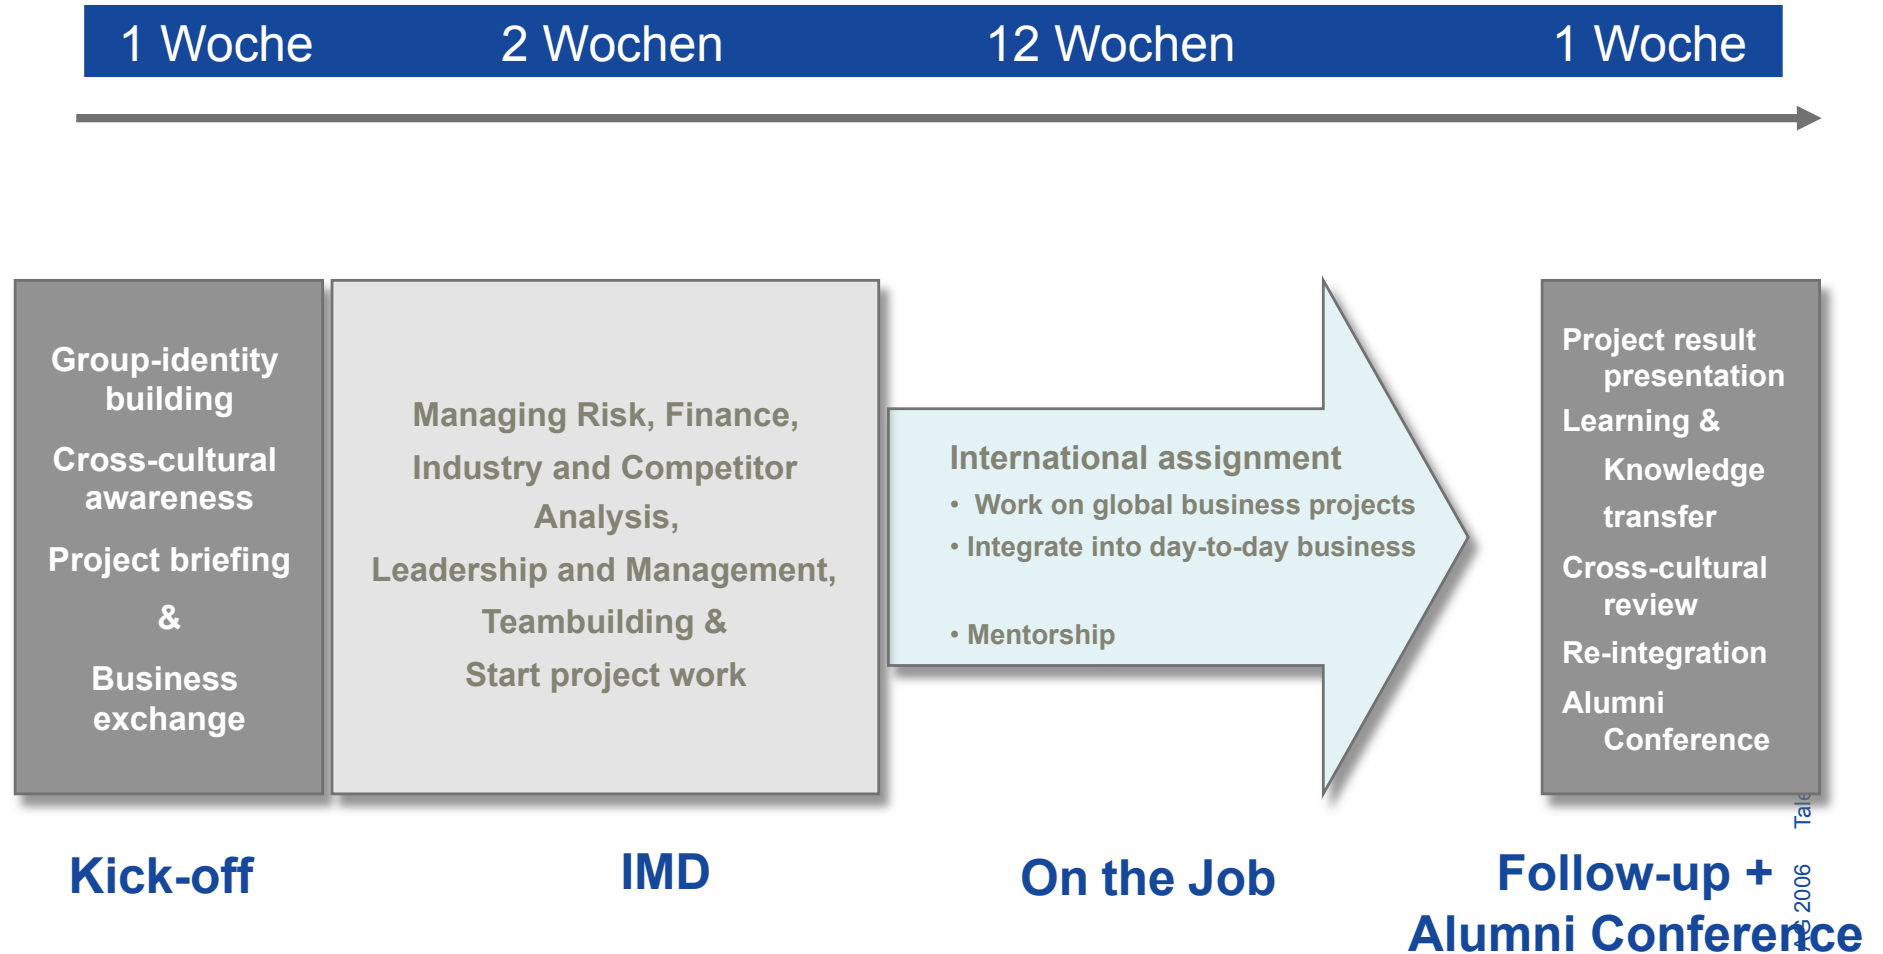 1 Woche
2 Wochen
12 Wochen
1 Woche
Group-identity
building
Cross-cultural
awareness
Project briefing
&
Business
exchange
Managing Risk, Finance,
Industry and Competitor
Analysis,
Leadership and Management,
Teambuilding &
Start project work
International assignment
• Work on global business projects
• Integrate into day-to-day business
• Mentorship
Project result
presentation
Learning &
Knowledge
transfer
Cross-cultural
review
Re-integration
Alumni
Conference
Kick-off
IMD
On the Job
Follow-up +
Alumni Conference
2006